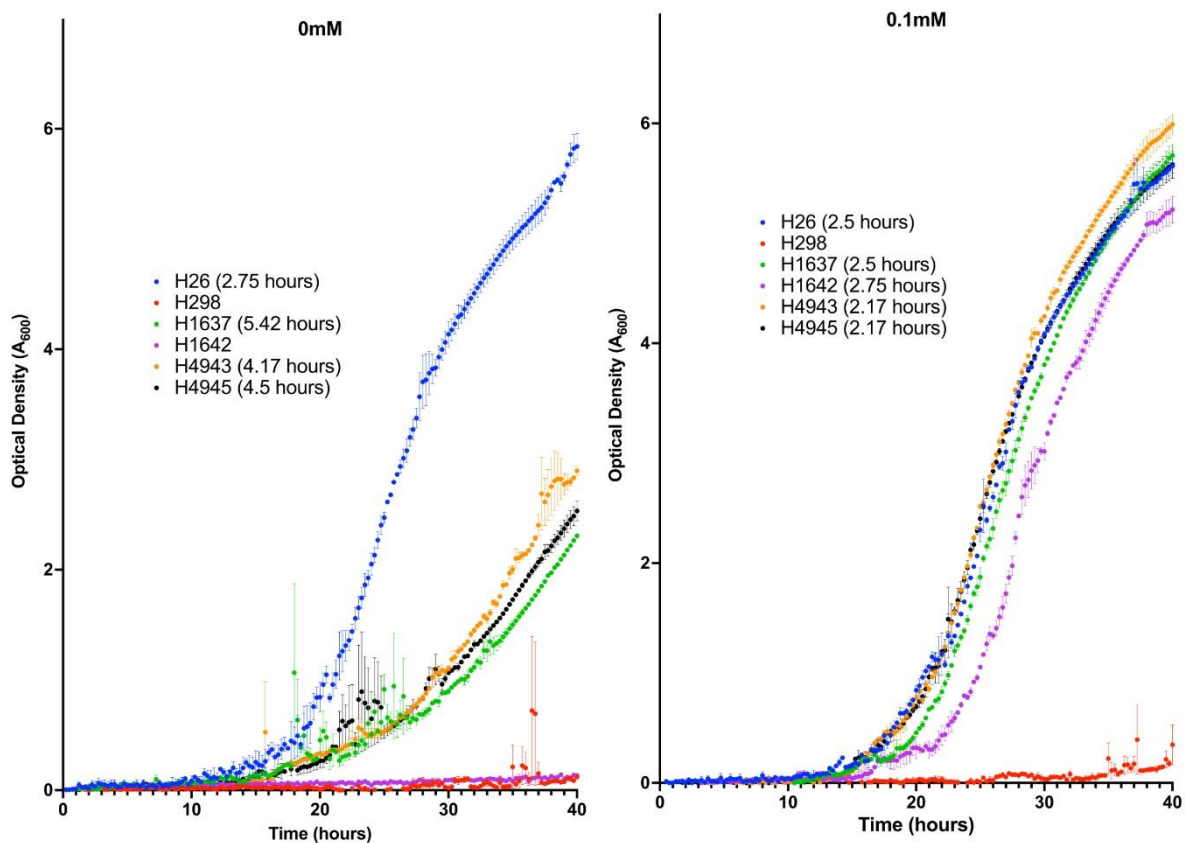 0mM
Optical Density (A600)
6
4
2
0
0
10
20
30
40
Time (hours)
H26 (2.75 hours)
H298
H1637 (5.42 hours)
H1642
H4943 (4.17 hours)
H4945 (4.5 hours)
0.1mM
Optical Density (A600)
6
4
2
0
0
10
20
30
40
Time (hours)
H26 (2.5 hours)
H298
H1637 (2.5 hours)
H1642 (2.75 hours)
H4943 (2.17 hours)
H4945 (2.17 hours)